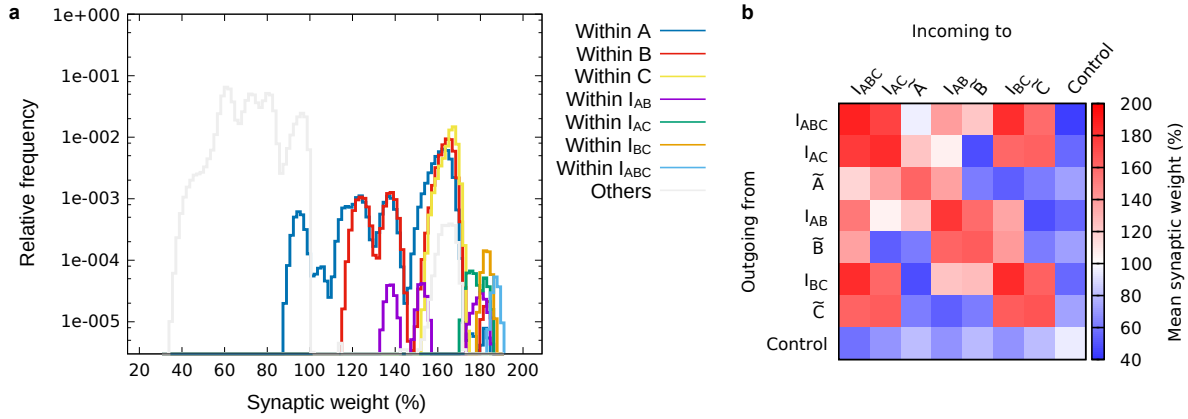 a
1e+000
1e-001
1e-002
1e-003
1e-004
1e-005
Relative frequency
20 40 60 80 100 120 140 160 180 200
Synaptic weight (%)
Within A
Within B
Within C
Within I_AB
Within I_AC
Within I_BC
Within I_ABC
Others
b
Incoming to
I_ABC I_AC Ã I_AB B̃ I_BC C̃ Control
Outgoing from
I_ABC
I_AC
Ã
I_AB
B̃
I_BC
C̃
Control
200
180
160
140
120
100
80
60
40
Mean synaptic weight (%)